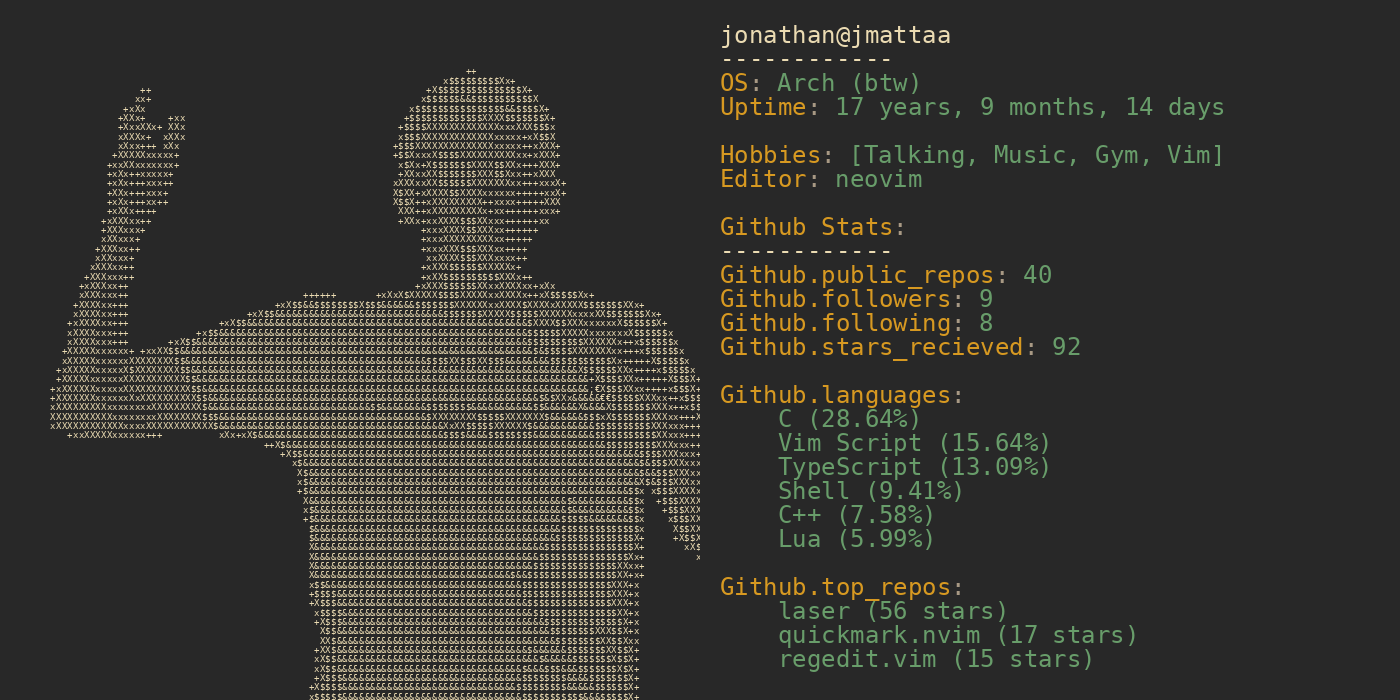 jonathan@jmattaa
------------
OS: Arch (btw)
Uptime: 17 years, 9 months, 14 days
Hobbies: [Talking, Music, Gym, Vim]
Editor: neovim
Github Stats:
------------
Github.public_repos: 40
Github.followers: 9
Github.following: 8
Github.stars_recieved: 92
Github.languages:
C (28.64%)
Vim Script (15.64%)
TypeScript (13.09%)
Shell (9.41%)
C++ (7.58%)
Lua (5.99%)
Github.top_repos:
laser (56 stars)
quickmark.nvim (17 stars)
regedit.vim (15 stars)